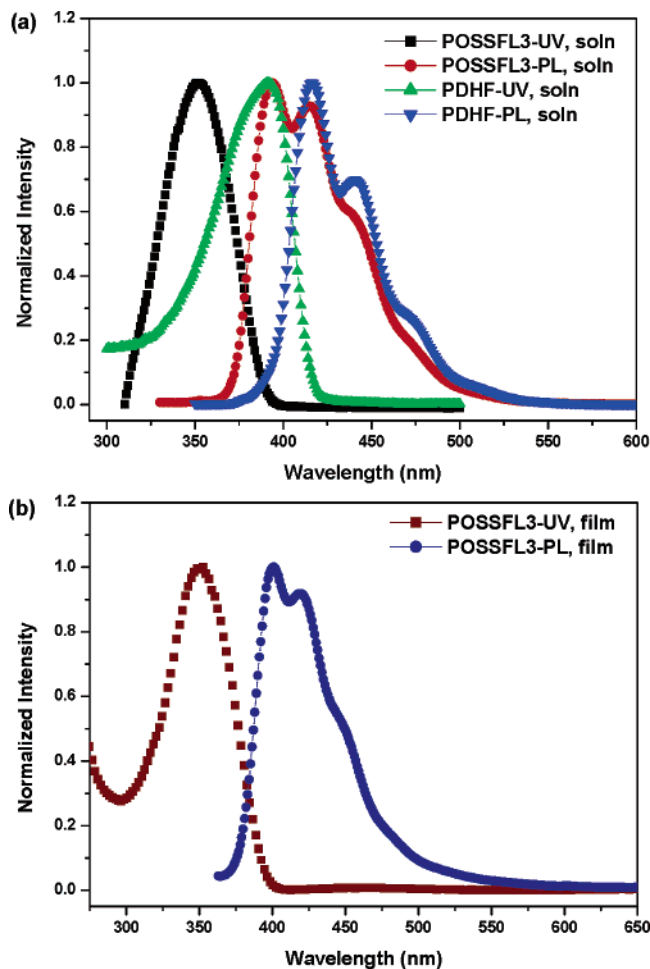 (a)
POSSFL3-UV, soln
POSSFL3-PL, soln
PDHF-UV, soln
PDHF-PL, soln
1.2
1.0
0.8
0.6
0.4
0.2
0.0
Normalized Intensity
300 350 400 450 500 550 600
Wavelength (nm)
(b)
POSSFL3-UV, film
POSSFL3-PL, film
1.2
1.0
0.8
0.6
0.4
0.2
0.0
Normalized Intensity
300 350 400 450 500 550 600 650
Wavelength (nm)